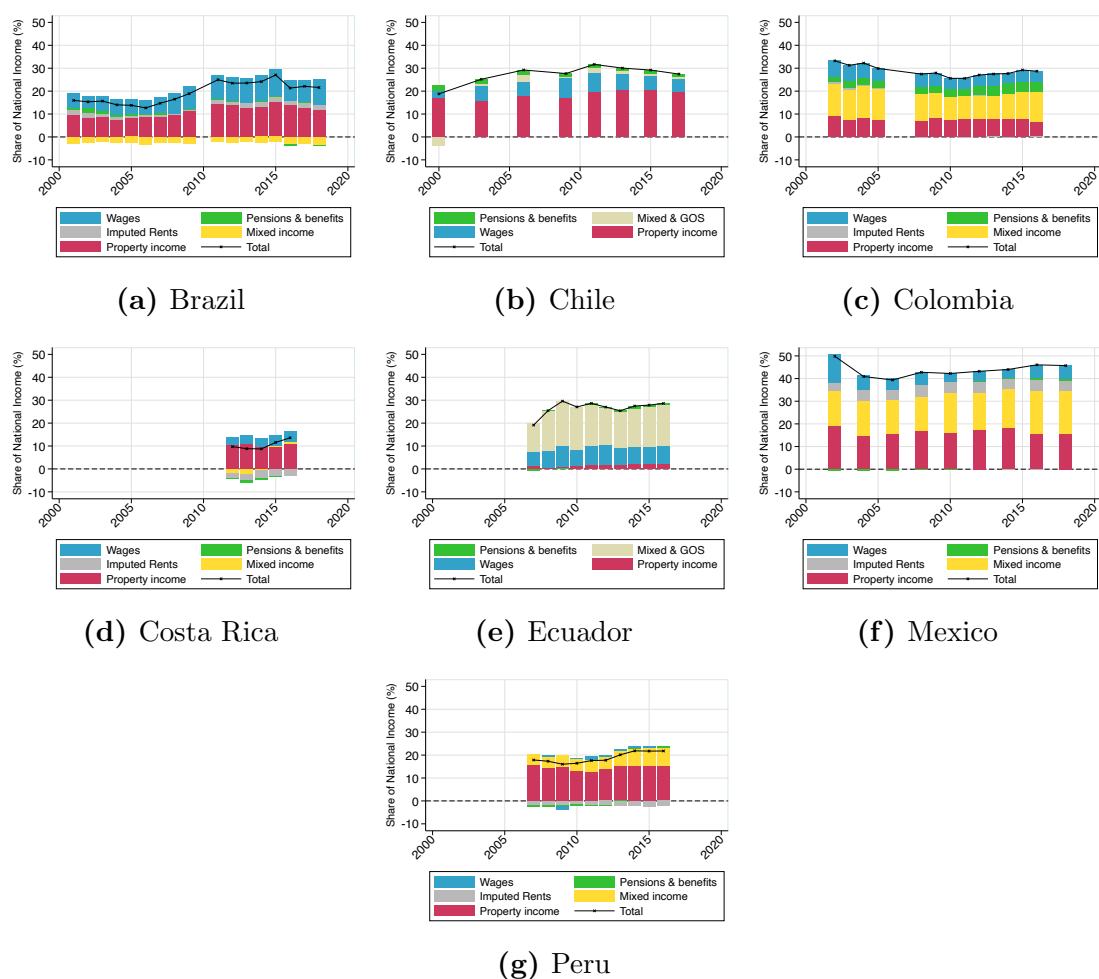 Share of National Income (%)
50
40
30
20
10
0
-10
2000
2005
2010
2015
2020
Wages
Pensions & benefits
Imputed Rents
Mixed income
Property income
Total
(a) Brazil
Share of National Income (%)
50
40
30
20
10
0
-10
2000
2005
2010
2015
2020
Pensions & benefits
Mixed & GOS
Wages
Property income
Total
(b) Chile
Share of National Income (%)
50
40
30
20
10
0
-10
2000
2005
2010
2015
2020
Wages
Pensions & benefits
Imputed Rents
Mixed income
Property income
Total
(c) Colombia
Share of National Income (%)
50
40
30
20
10
0
-10
2000
2005
2010
2015
2020
Wages
Pensions & benefits
Imputed Rents
Mixed income
Property income
Total
(d) Costa Rica
Share of National Income (%)
50
40
30
20
10
0
-10
2000
2005
2010
2015
2020
Pensions & benefits
Mixed & GOS
Wages
Property income
Total
(e) Ecuador
Share of National Income (%)
50
40
30
20
10
0
-10
2000
2005
2010
2015
2020
Wages
Pensions & benefits
Imputed Rents
Mixed income
Property income
Total
(f) Mexico
Share of National Income (%)
50
40
30
20
10
0
-10
2000
2005
2010
2015
2020
Wages
Pensions & benefits
Imputed Rents
Mixed income
Property income
Total
(g) Peru